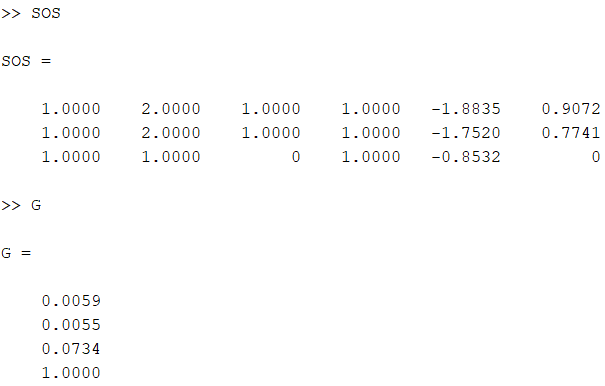 >> SOS
SOS =
1.0000 2.0000 1.0000 1.0000 -1.8835 0.9072
1.0000 2.0000 1.0000 1.0000 -1.7520 0.7741
1.0000 1.0000 0 1.0000 -0.8532 0
>> G
G =
0.0059
0.0055
0.0734
1.0000